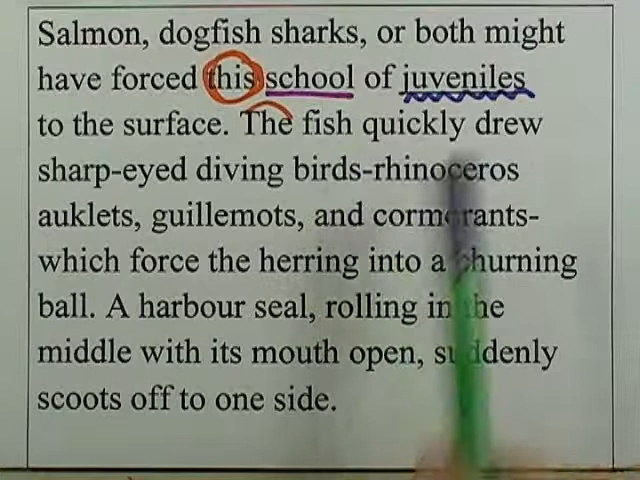 Salmon, dogfish sharks, or both might
have forced this school of juveniles
to the surface. The fish quickly drew
sharp-eyed diving birds-rhinoceros
auklets, guillemots, and cormorants-
which force the herring into a churning
ball. A harbour seal, rolling in the
middle with its mouth open, suddenly
scoots off to one side.